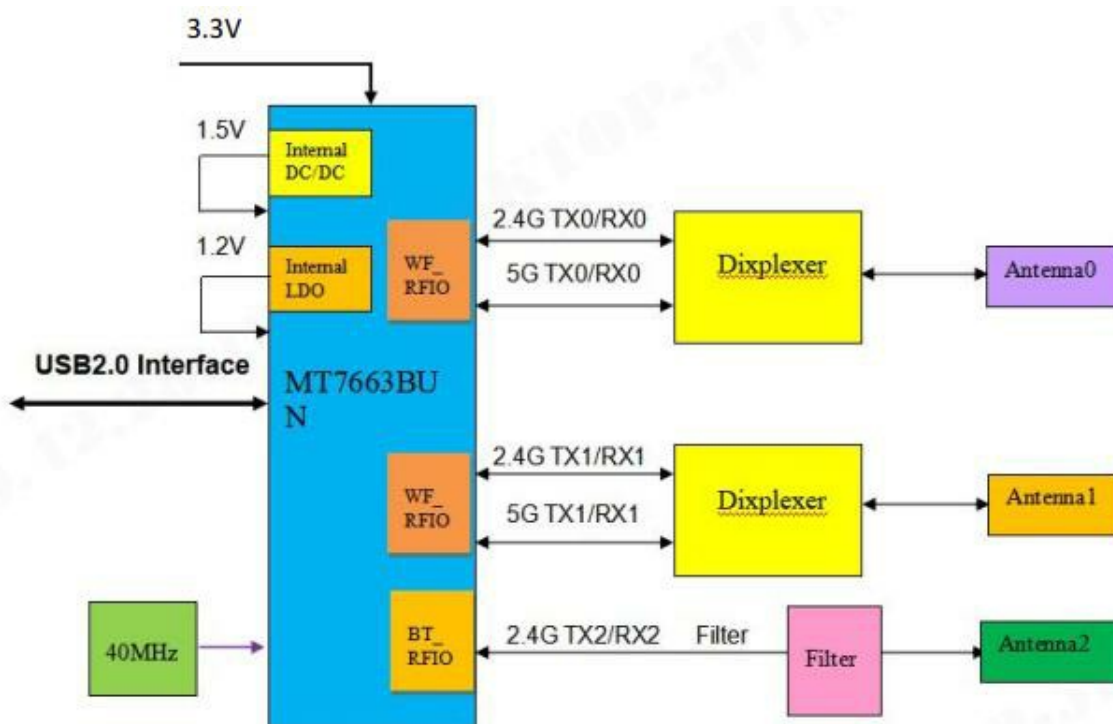 3.3V
1.5V
Internal
DC/DC
1.2V
Internal
LDO
WF_
RFIO
2.4G TX0/RX0
5G TX0/RX0
Dixplexer
Antenna0
USB2.0 Interface
MT7663BU
N
WF_
RFIO
2.4G TX1/RX1
5G TX1/RX1
Dixplexer
Antenna1
40MHz
BT_
RFIO
2.4G TX2/RX2
Filter
Filter
Antenna2